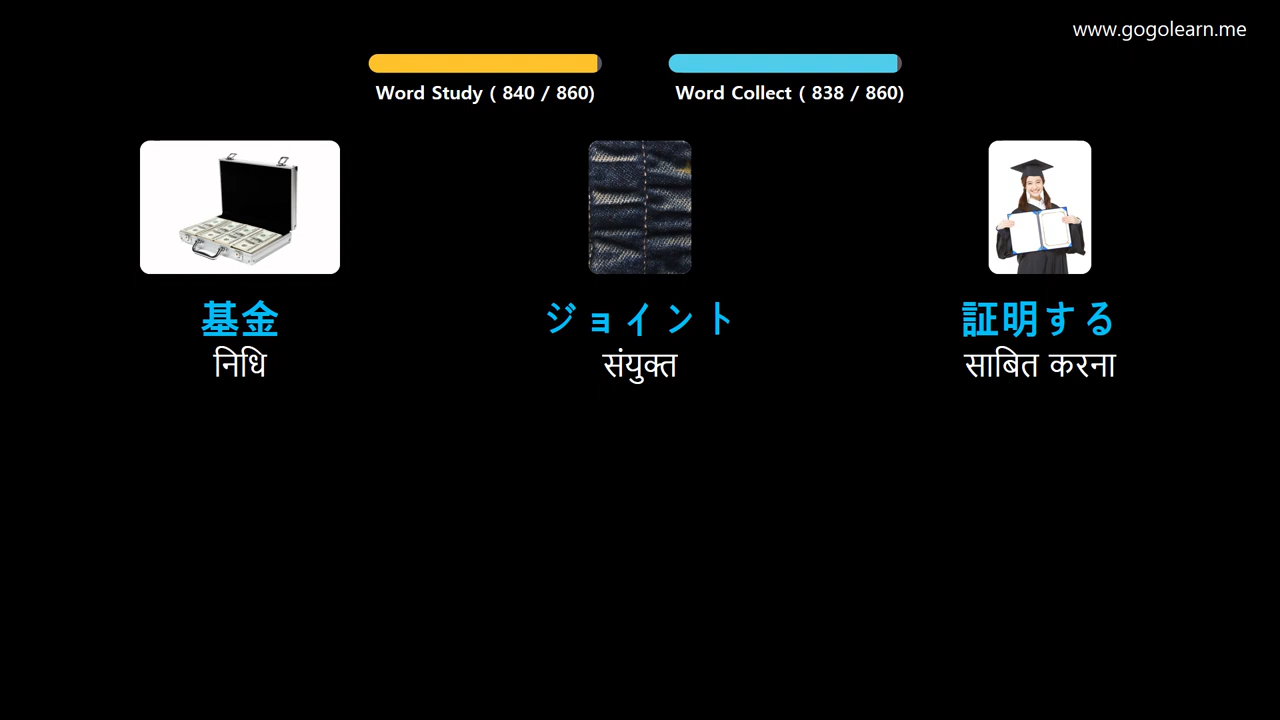 www.gogolearn.me
Word Study ( 840 / 860)
Word Collect ( 838 / 860)
基金
निधि
ジョイント
संयुक्त
証明する
साबित करना